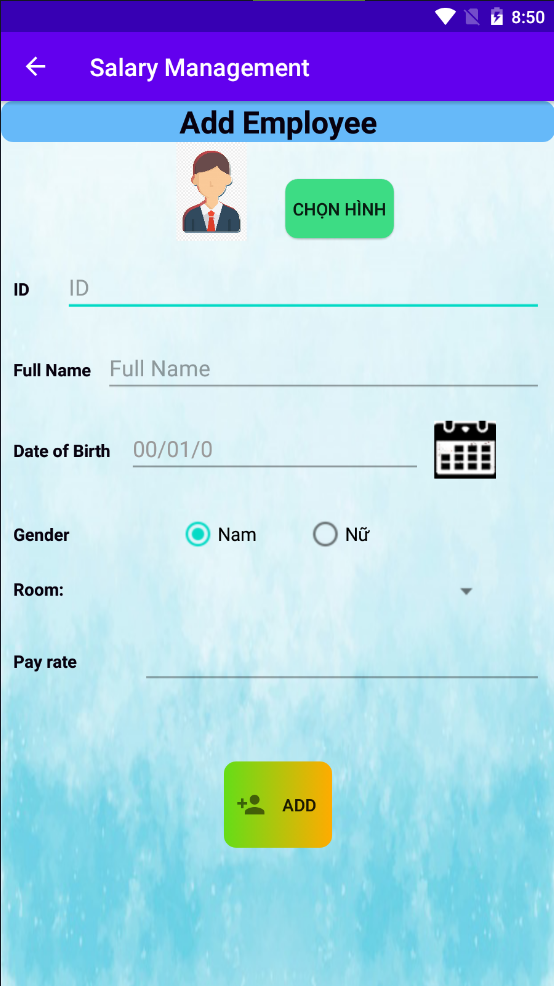 8:50
Salary Management
Add Employee
CHỌN HÌNH
ID ID
Full Name Full Name
Date of Birth 00/01/0
Gender Nam Nữ
Room:
Pay rate
ADD